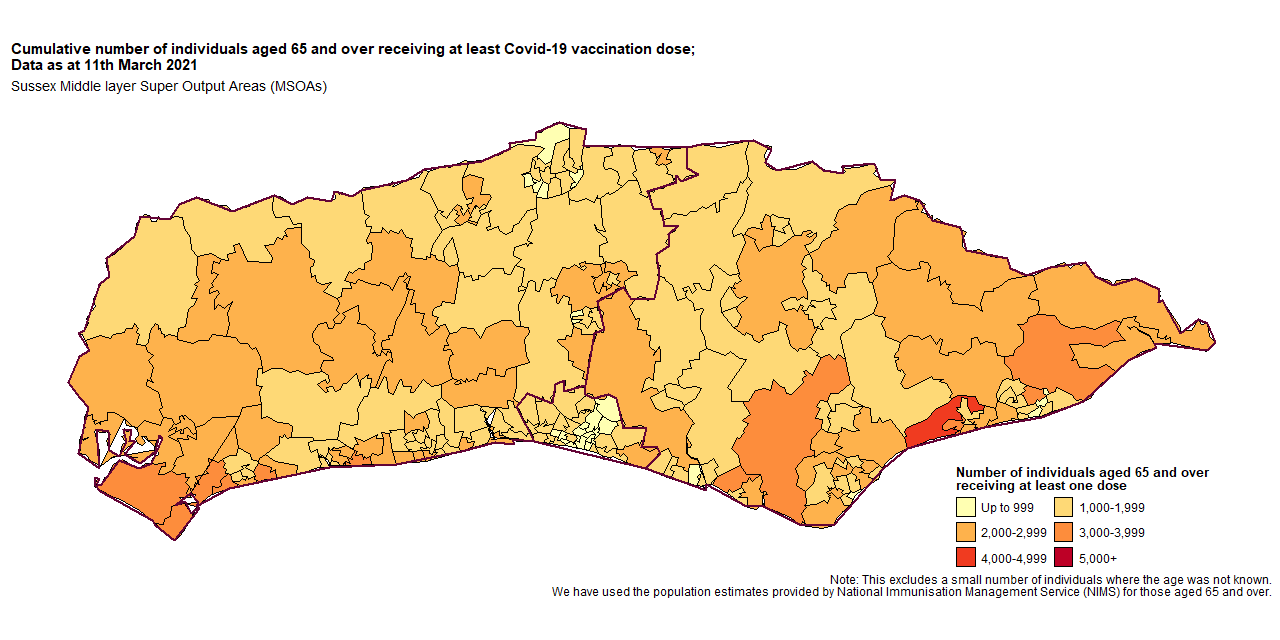 Cumulative number of individuals aged 65 and over receiving at least Covid-19 vaccination dose;
Data as at 11th March 2021
Sussex Middle layer Super Output Areas (MSOAs)
Number of individuals aged 65 and over
receiving at least one dose
Up to 999
1,000-1,999
2,000-2,999
3,000-3,999
4,000-4,999
5,000+
Note: This excludes a small number of individuals where the age was not known.
We have used the population estimates provided by National Immunisation Management Service (NIMS) for those aged 65 and over.